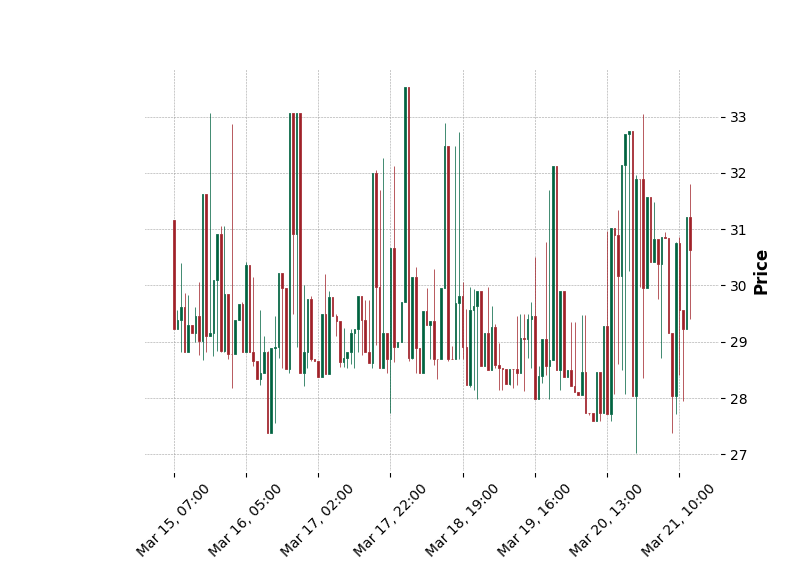 33
32
31
30
29
28
27
Price
Mar 15, 07:00
Mar 16, 05:00
Mar 17, 02:00
Mar 17, 22:00
Mar 18, 19:00
Mar 19, 16:00
Mar 20, 13:00
Mar 21, 10:00